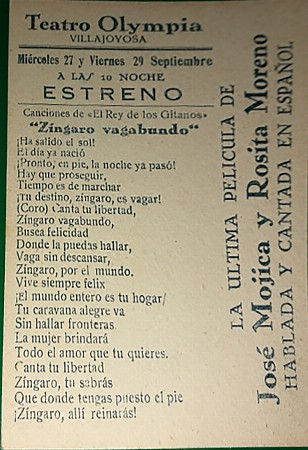 Teatro Olympia
VILLAJOYOSA
Miércoles 27 y Viernes 29 Septiembre
A LAS 10 NOCHE
ESTRENO
Canciones de «El Rey de los Gitanos»
"Zíngaro vagabundo"
¡Ha salido el sol!
El día ya nació
¡Pronto, en pie, la noche ya pasó!
Hay que proseguir,
Tiempo es de marchar
¡Tu destino, zíngaro, es vagar!
(Coro) Canta tu libertad,
Zíngaro vagabundo,
Busea felicidad
Donde la puedas hallar,
Vaga sin descansar,
Zíngaro, por el mundo.
Vive siempre felix
¡El mundo entero es tu hogar/
Tu caravana alegre va
Sin hallar fronteras.
La mujer brindará
Todo el amor que tu quieres.
Canta tu libertad
Zíngaro, tu sabrás
Que donde tengas puesto el pie
¡Zíngaro, allí reinarás!
LA ULTIMA PELICULA DE
José Mojica y Rosita Moreno
HABLADA Y CANTADA EN ESPAÑOL